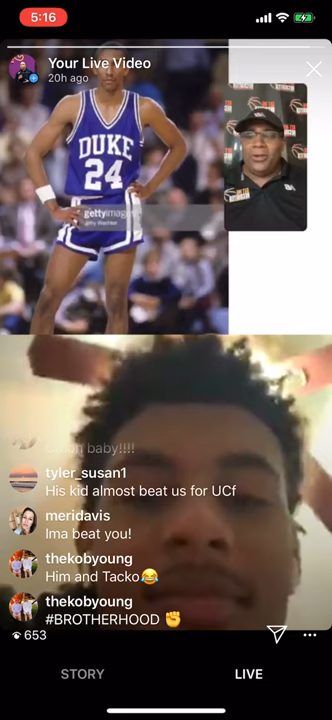 5:16
Your Live Video
20h ago
DUKE
24
gettyimag
baby!!!!
tyler_susan1
His kid almost beat us for UCf
meridavis
Ima beat you!
thekobyoung
Him and Tacko😂
thekobyoung
#BROTHERHOOD ✊
653
STORY
LIVE